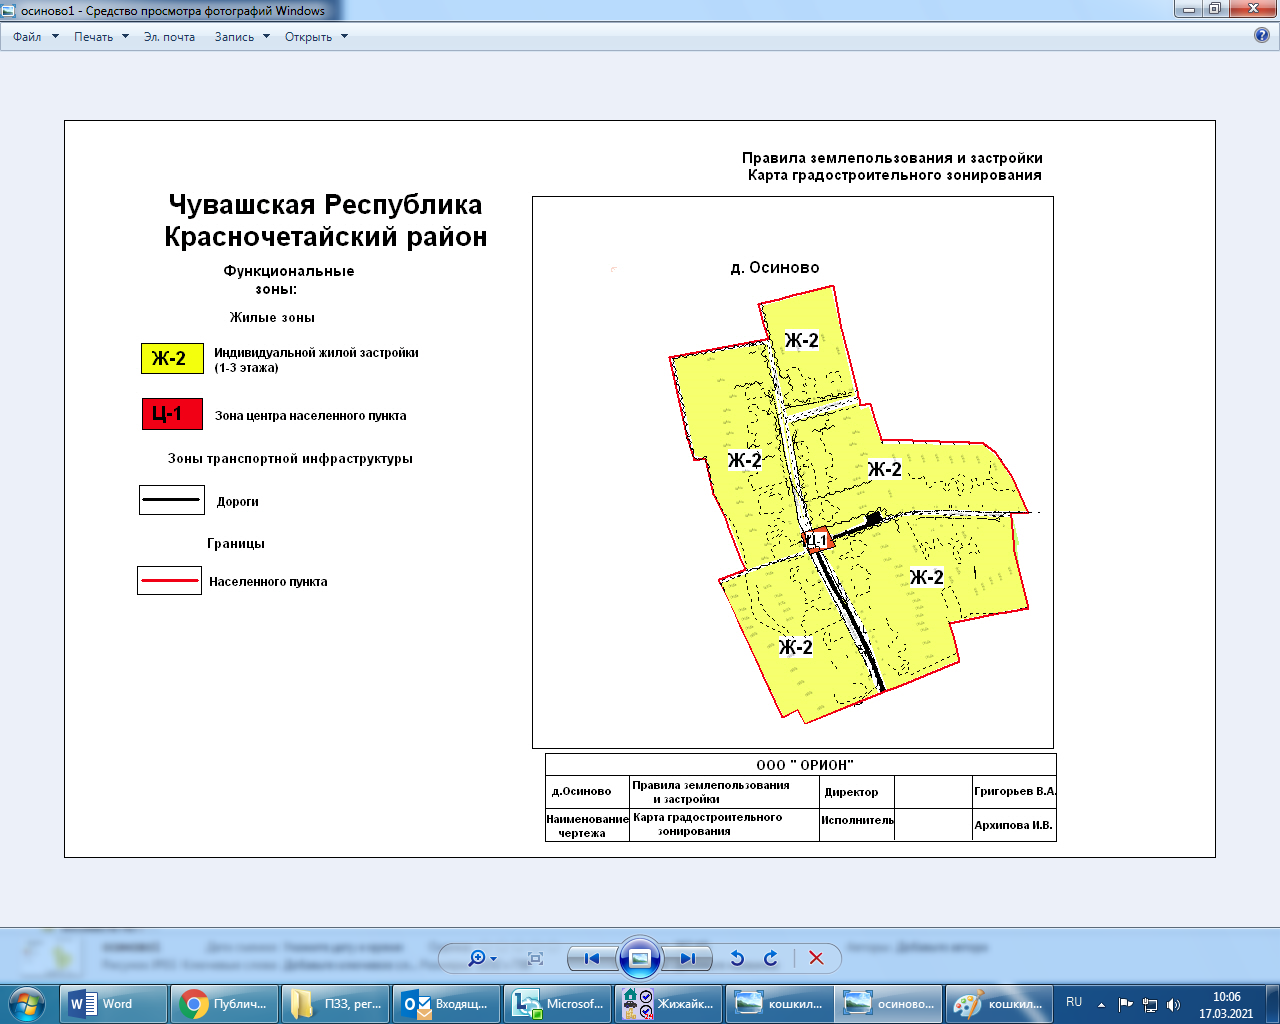 осиново1 - Средство просмотра фотографий Windows
Файл Печать Эл. почта Запись Открыть
Правила землепользования и застройки
Карта градостроительного зонирования
Чувашская Республика
Красночетайский район
Функциональные
зоны:
Жилые зоны
Ж-2 Индивидуальной жилой застройки
(1-3 этажа)
Ц-1 Зона центра населенного пункта
Зоны транспортной инфраструктуры
Дороги
Границы
Населенного пункта
д. Осиново
Ж-2
Ж-2
Ж-2
Ц-1
Ж-2
Ж-2
ООО " ОРИОН"
д.Осиново Правила землепользования
и застройки Директор Григорьев В.А.
Наименование
чертежа Карта градостроительного
зонирования Исполнитель Архипова И.В.
Word Публич... ПЗЗ, рег... Входящ... Microsof... Жижайк... кошкил... осиново... кошкил... RU 10:06
17.03.2021